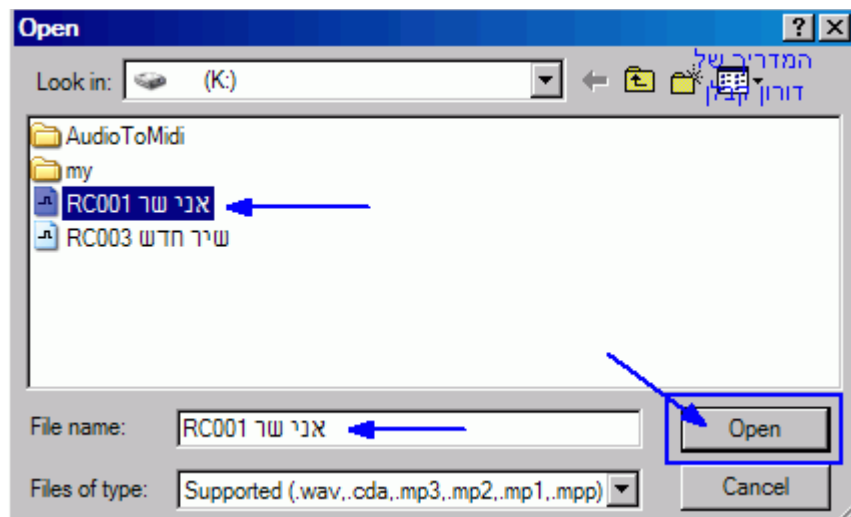 Open
Look in: (K:)
המדריך של
דורון קבלן
AudioToMidi
my
RC001 אני שר
RC003 שיר חדש
File name: RC001 אני שר
Open
Files of type: Supported (.wav,.cda,.mp3,.mp2,.mp1,.mpp)
Cancel